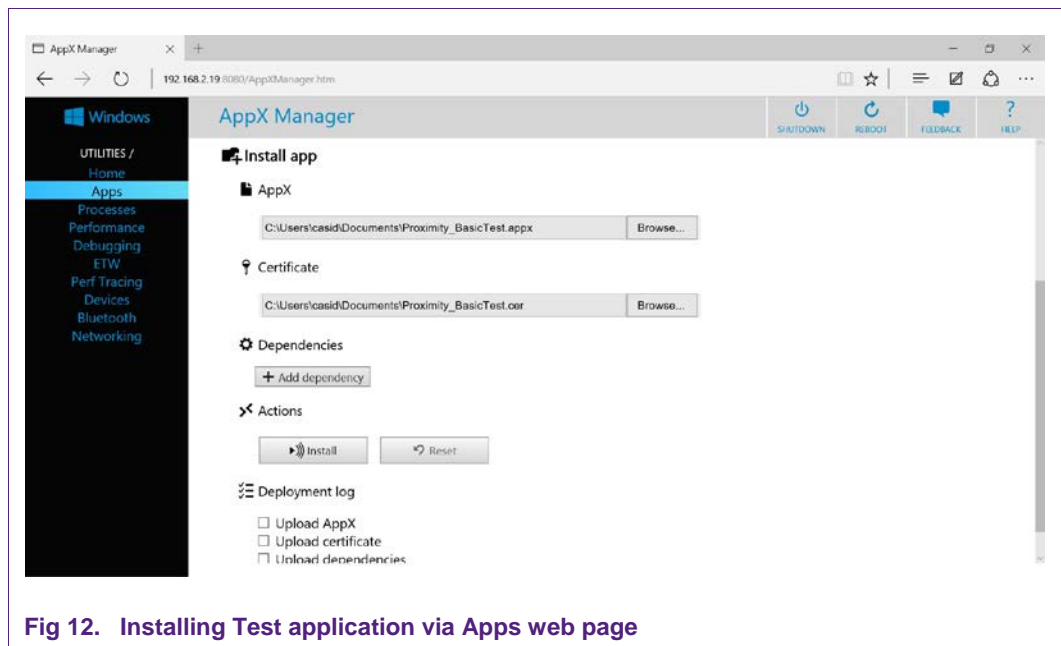 AppX Manager
192.168.2.19:8080/AppXManager.htm
Windows
AppX Manager
SHUTDOWN
REBOOT
FEEDBACK
HELP
UTILITIES /
Home
Apps
Processes
Performance
Debugging
ETW
Perf Tracing
Devices
Bluetooth
Networking
Install app
AppX
C:\Users\casid\Documents\Proximity_BasicTest.appx
Browse...
Certificate
C:\Users\casid\Documents\Proximity_BasicTest.cer
Browse...
Dependencies
+ Add dependency
Actions
Install
Reset
Deployment log
Upload AppX
Upload certificate
Upload dependencies
Fig 12. Installing Test application via Apps web page